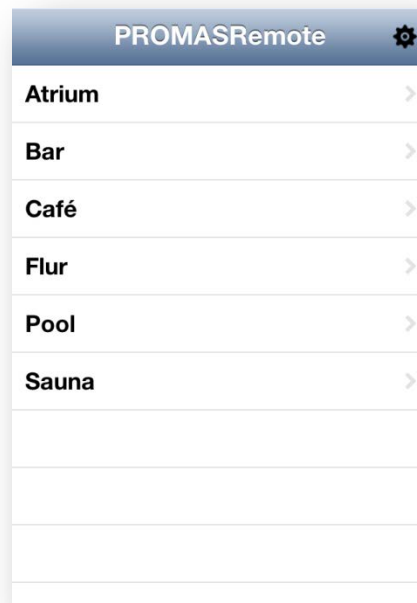 PROMASRemote
Atrium
Bar
Café
Flur
Pool
Sauna